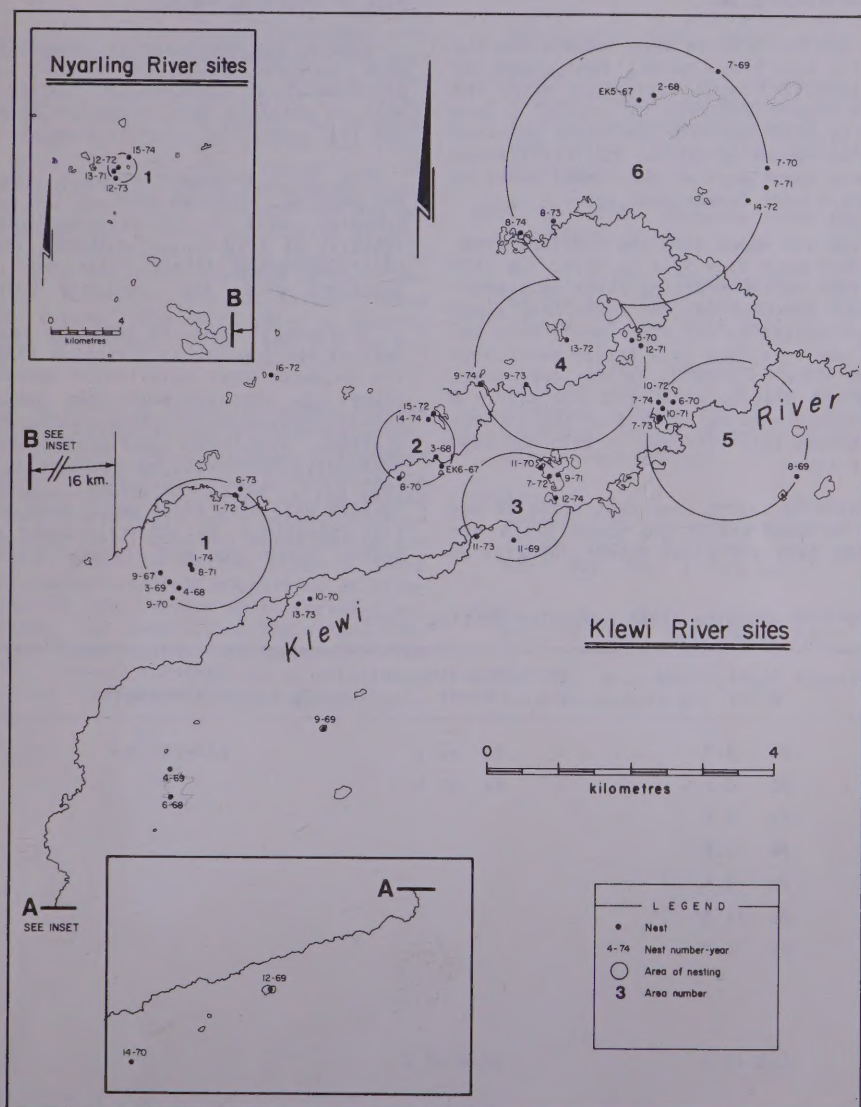 Nyarling River sites
15-74
12-72
13-71
12-73
1
B
0 4
kilometres
7-69
EK5-67
2-68
7-70
6
7-71
14-72
8-74
8-73
4
13-72
5-70
12-71
9-74
9-73
16-72
B SEE
INSET
16 km.
15-72
14-74
2
3-68
EK6-67
8-70
10-72
7-74
6-70
10-71
7-73
River
5
8-69
11-70
7-72
9-71
12-74
3
11-73
11-69
6-73
11-72
1
1-74
8-71
9-67
3-69
4-68
9-70
10-70
13-73
Klewi
Klewi River sites
9-69
4-69
6-68
0 4
kilometres
A
SEE INSET
A
12-69
14-70
LEGEND
Nest
4-74 Nest number-year
Area of nesting
3 Area number